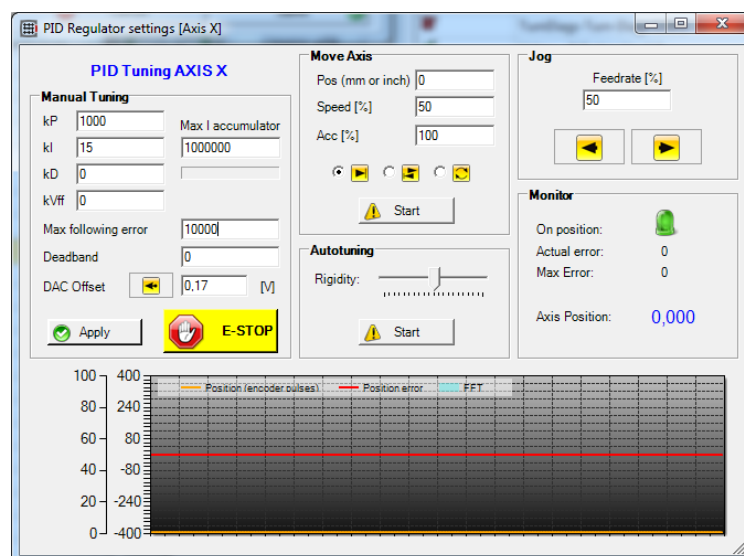 PID Regulator settings [Axis X]
PID Tuning AXIS X
Manual Tuning
kP 1000
Max I accumulator
kI 15 1000000
kD 0
kVff 0
Max following error 10000
Deadband 0
DAC Offset 0,17 [V]
Apply E-STOP
Move Axis
Pos (mm or inch) 0
Speed [%] 50
Acc [%] 100
Start
Autotuning
Rigidity:
Start
Jog
Feedrate [%]
50
Monitor
On position:
Actual error: 0
Max Error: 0
Axis Position: 0,000
Position (encoder pulses) Position error FFT
100 400
80 240
60 80
40 -80
20 -240
0 -400